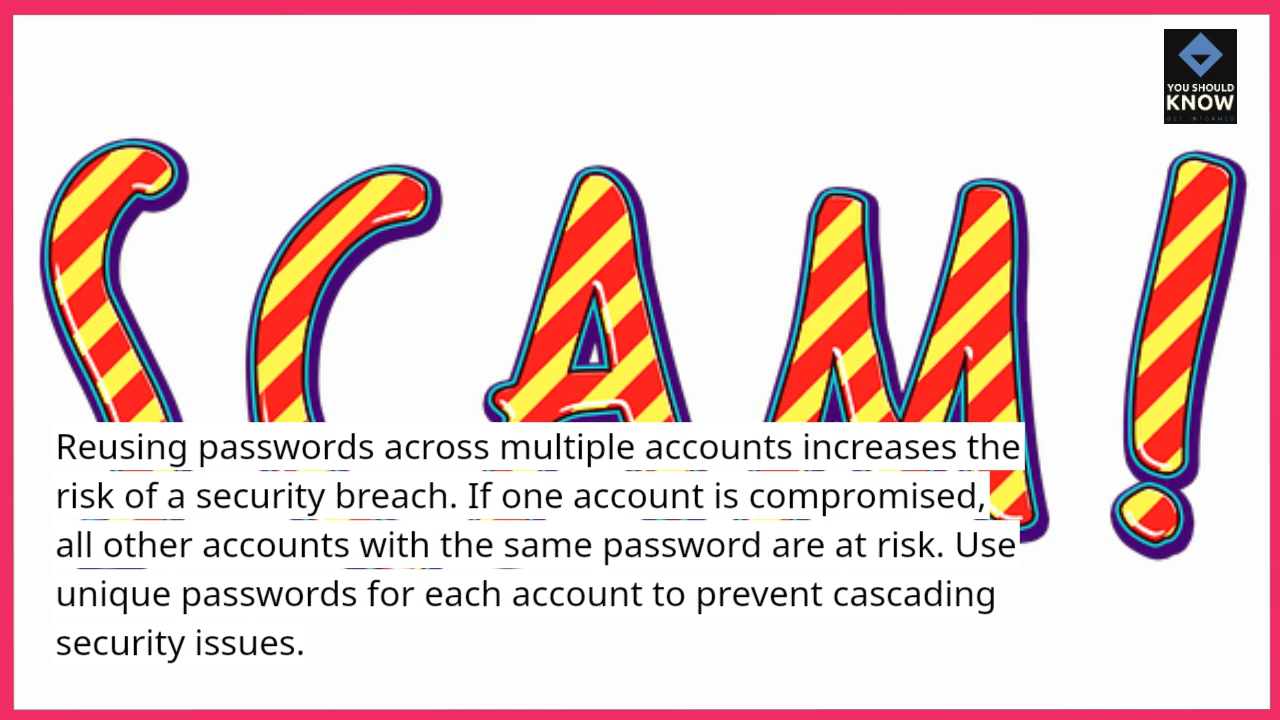 YOU SHOULD
KNOW
GET INFORMED
SCAM!
Reusing passwords across multiple accounts increases the
risk of a security breach. If one account is compromised,
all other accounts with the same password are at risk. Use
unique passwords for each account to prevent cascading
security issues.